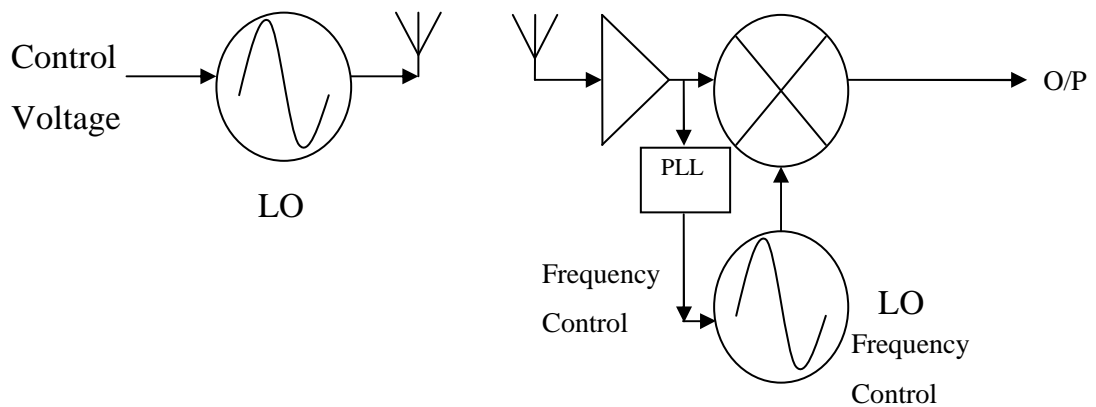 Control
Voltage
LO
O/P
PLL
Frequency
Control
LO
Frequency
Control